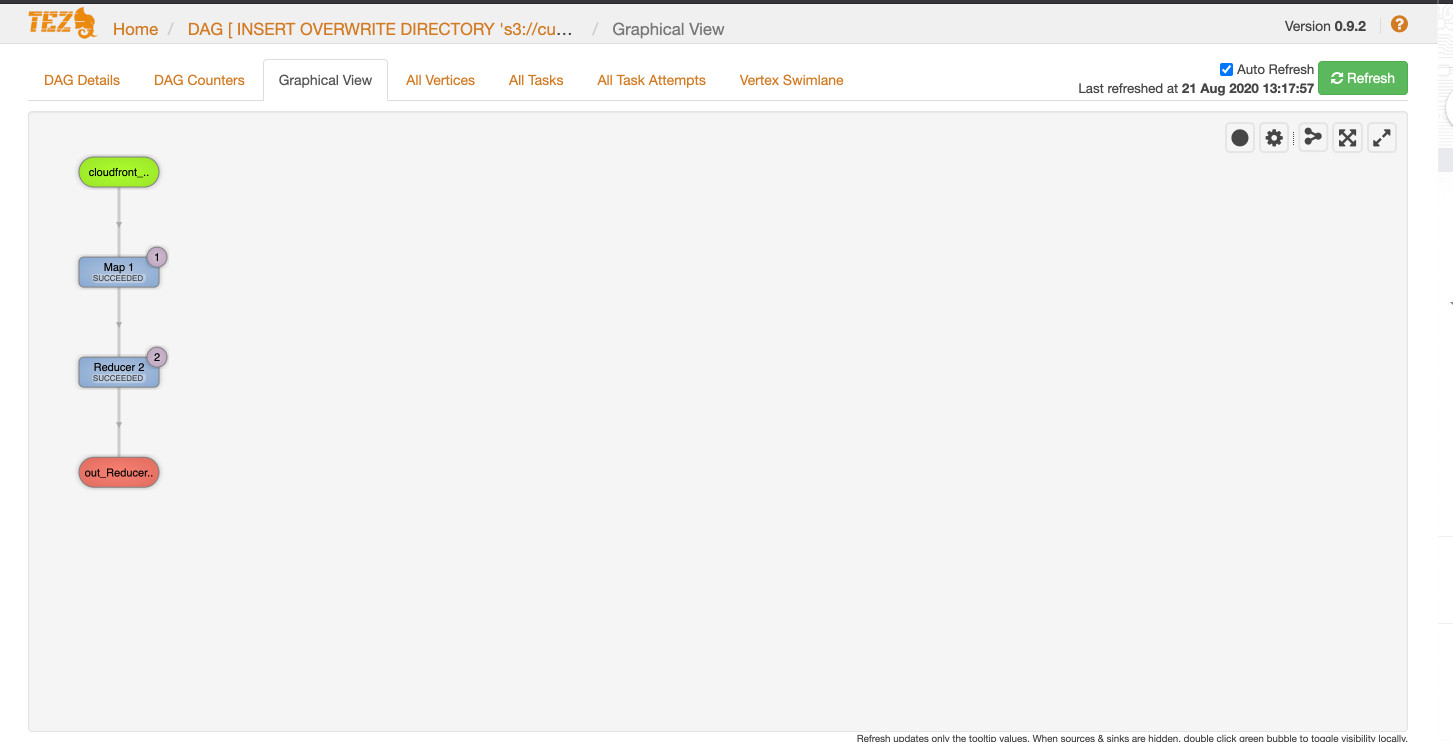 TEZ Home / DAG [ INSERT OVERWRITE DIRECTORY 's3://cu... / Graphical View Version 0.9.2 ?
DAG Details DAG Counters Graphical View All Vertices All Tasks All Task Attempts Vertex Swimlane
Auto Refresh
Last refreshed at 21 Aug 2020 13:17:57
Refresh
cloudfront_..
1
Map 1
SUCCEEDED
2
Reducer 2
SUCCEEDED
out_Reducer..
Refresh updates only the tooltip values. When sources & sinks are hidden, double click green bubble to toggle visibility locally.